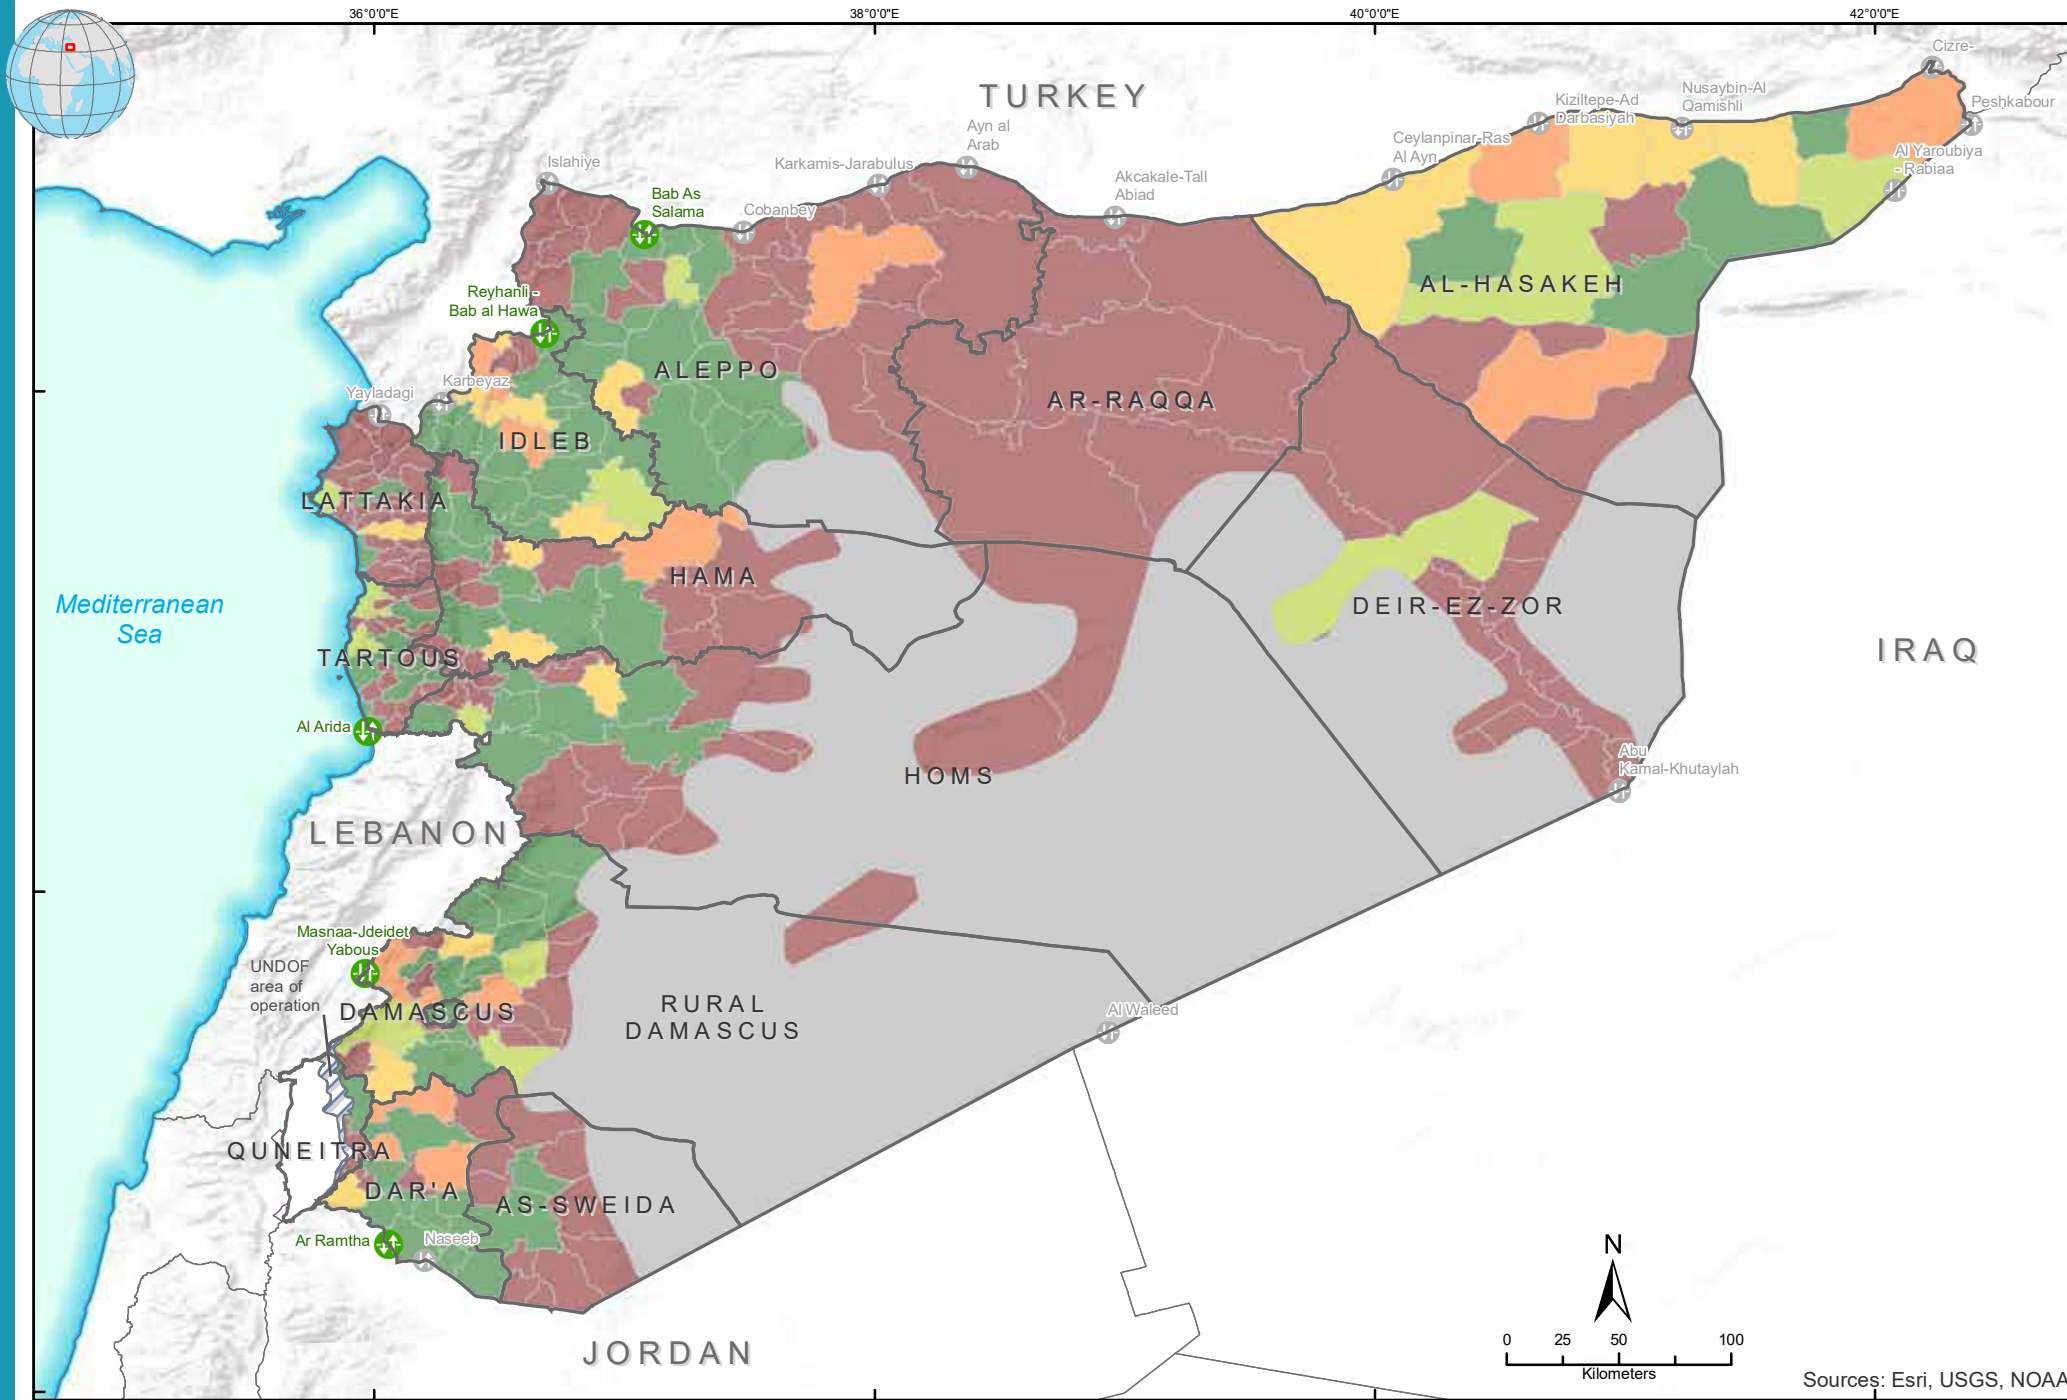 36°0'0"E
38°0'0"E
40°0'0"E
42°0'0"E
TURKEY
Cizre-
Peshkabour
Nusaybin-Al
Qamishli
Kiziltepe-Ad
Darbasiyah
Ceylanpinar-Ras
Al Ayn
Al Yaroubiya
- Rabiaa
Ayn al
Arab
Akcakale-Tall
Abiad
Karkamis-Jarabulus
Islahiye
Bab As
Salama
Cobanbey
Reyhanli -
Bab al Hawa
Karbeyaz
Yayladagi
AL-HASAKEH
ALEPPO
AR-RAQQA
IDLEB
LATTAKIA
HAMA
Mediterranean
Sea
DEIR-EZ-ZOR
TARTOUS
IRAQ
Al Arida
HOMS
Abu
Kamal-Khutaylah
LEBANON
Masnaa-Jdeidet
Yabous
UNDOF
area of
operation
DAMASCUS
RURAL
DAMASCUS
Al Waleed
QUNEITRA
DAR'A
AS-SWEIDA
Ar Ramtha
Naseeb
JORDAN
N
0 25 50 100
Kilometers
Sources: Esri, USGS, NOAA